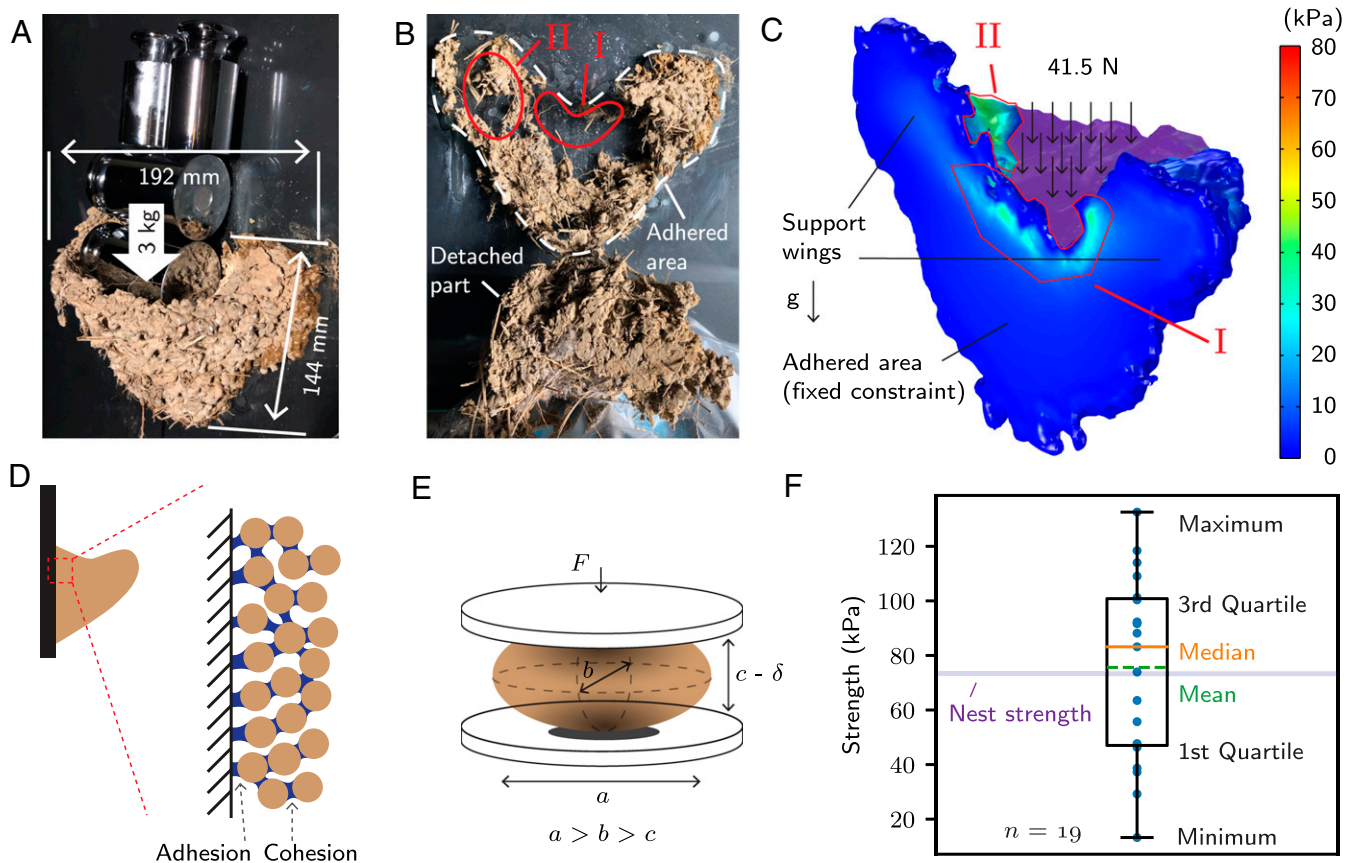 A
192 mm
3 kg
144 mm
B
II
I
Adhered
area
Detached
part
C
(kPa)
II
41.5 N
80
70
60
50
40
30
20
10
0
Support
wings
g
I
Adhered area
(fixed constraint)
D
Adhesion Cohesion
E
F
b
c - δ
a
a > b > c
F
Strength (kPa)
120
100
80
60
40
20
Maximum
3rd Quartile
Median
Mean
Nest strength
1st Quartile
n = 19
Minimum